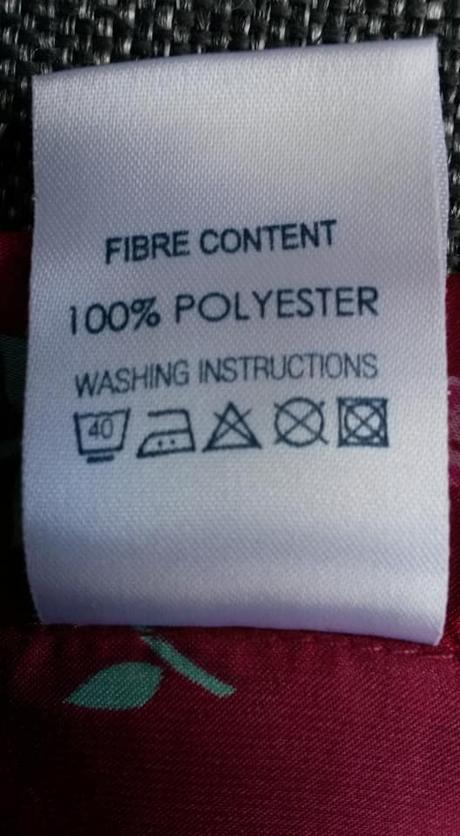 FIBRE CONTENT
100% POLYESTER
WASHING INSTRUCTIONS
40